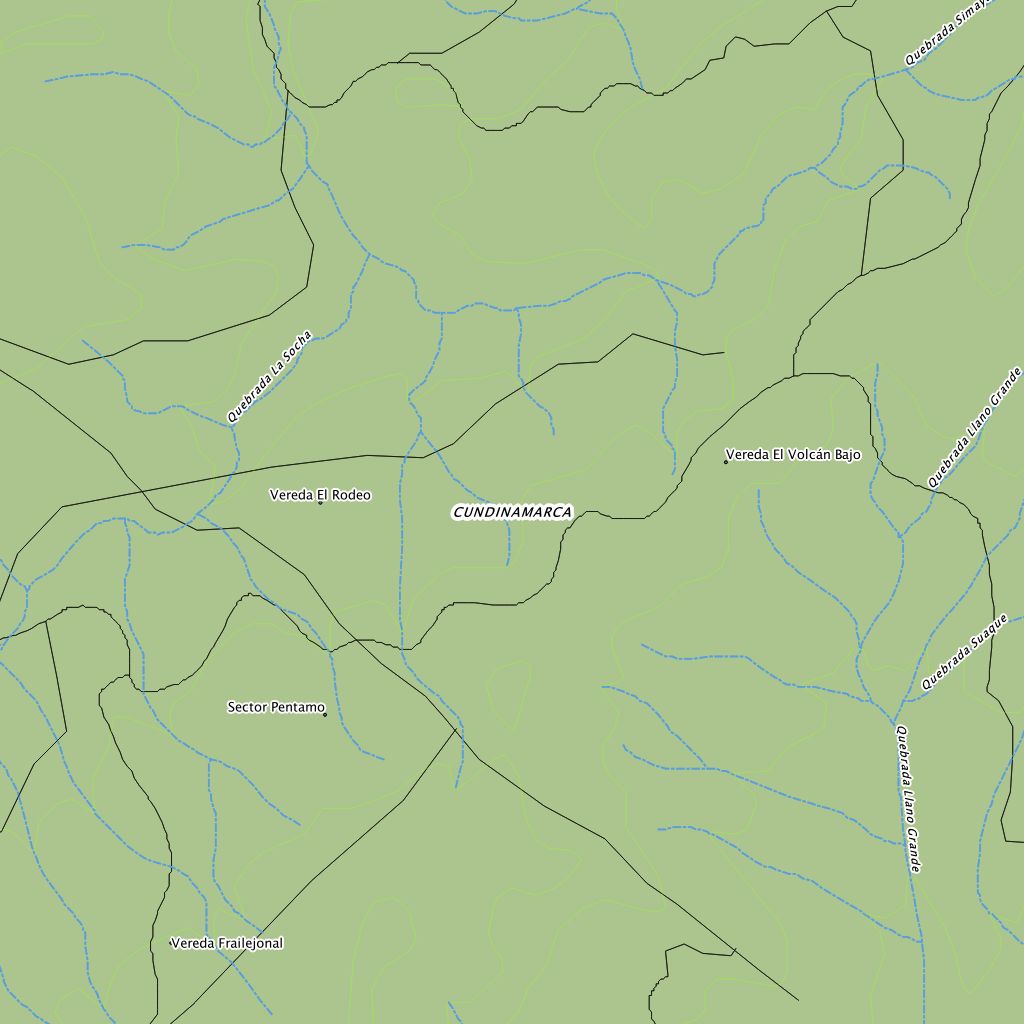 Quebrada Simaya
Quebrada La Socha
Quebrada Llano Grande
Vereda El Volcán Bajo
Vereda El Rodeo
CUNDINAMARCA
Quebrada Suaque
Sector Pentamo
Quebrada Llano Grande
Vereda Frailejonal